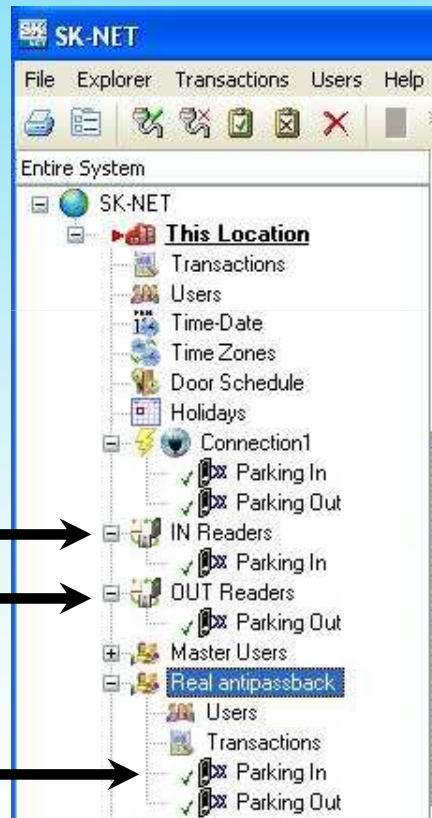 SK-NET
File Explorer Transactions Users Help
Entire System
SK-NET
This Location
Transactions
Users
Time-Date
Time Zones
Door Schedule
Holidays
Connection1
Parking In
Parking Out
IN Readers
Parking In
OUT Readers
Parking Out
Master Users
Real antipassback
Users
Transactions
Parking In
Parking Out